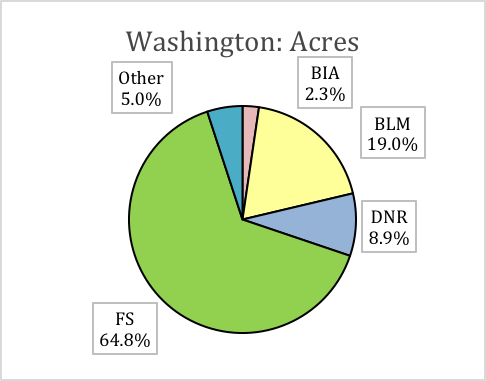 Washington: Acres
Other
5.0%
BIA
2.3%
BLM
19.0%
DNR
8.9%
FS
64.8%